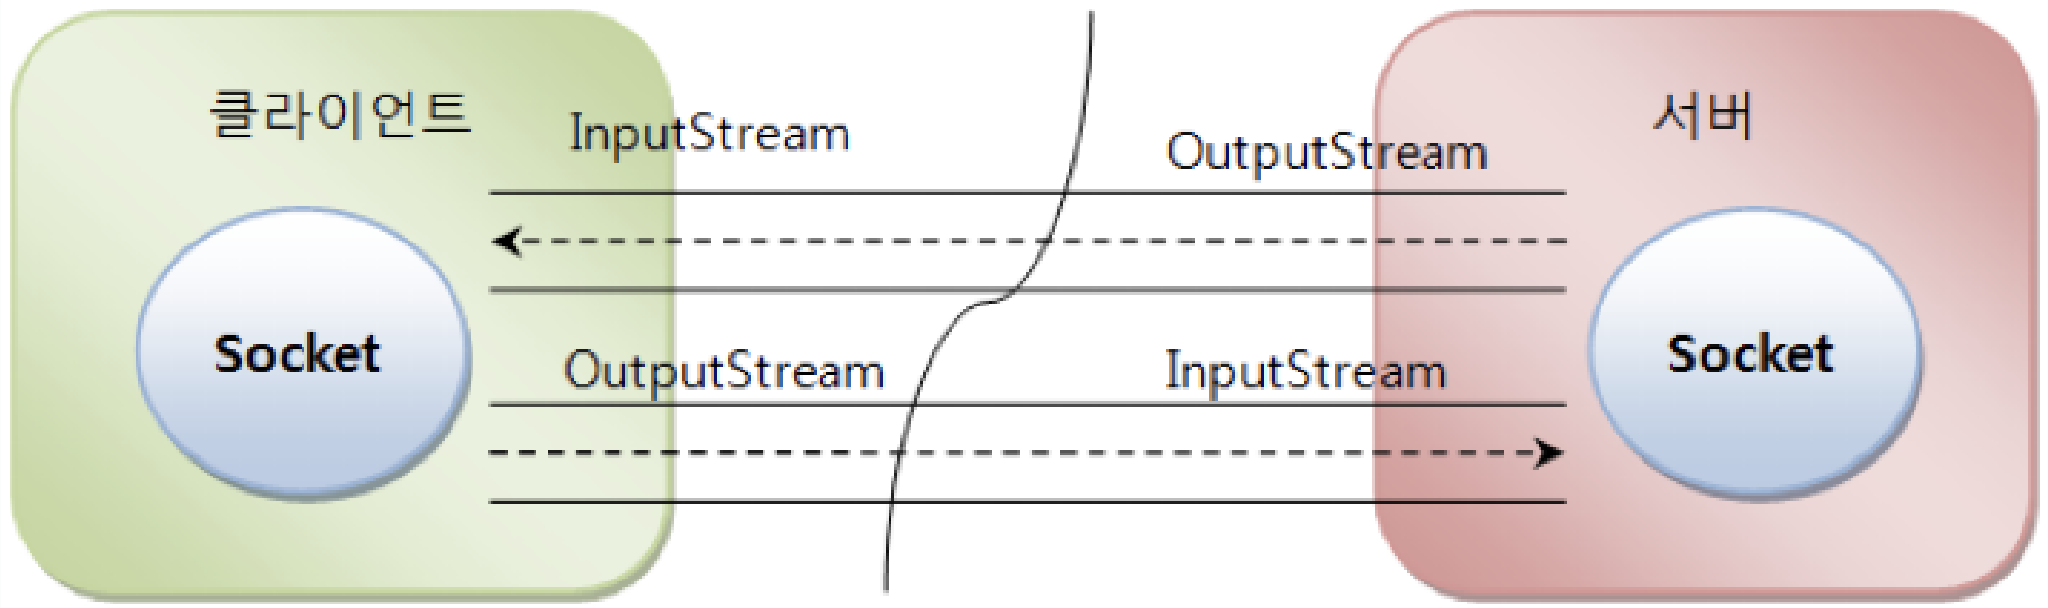 클라이언트
서버
InputStream
OutputStream
Socket
Socket
OutputStream
InputStream